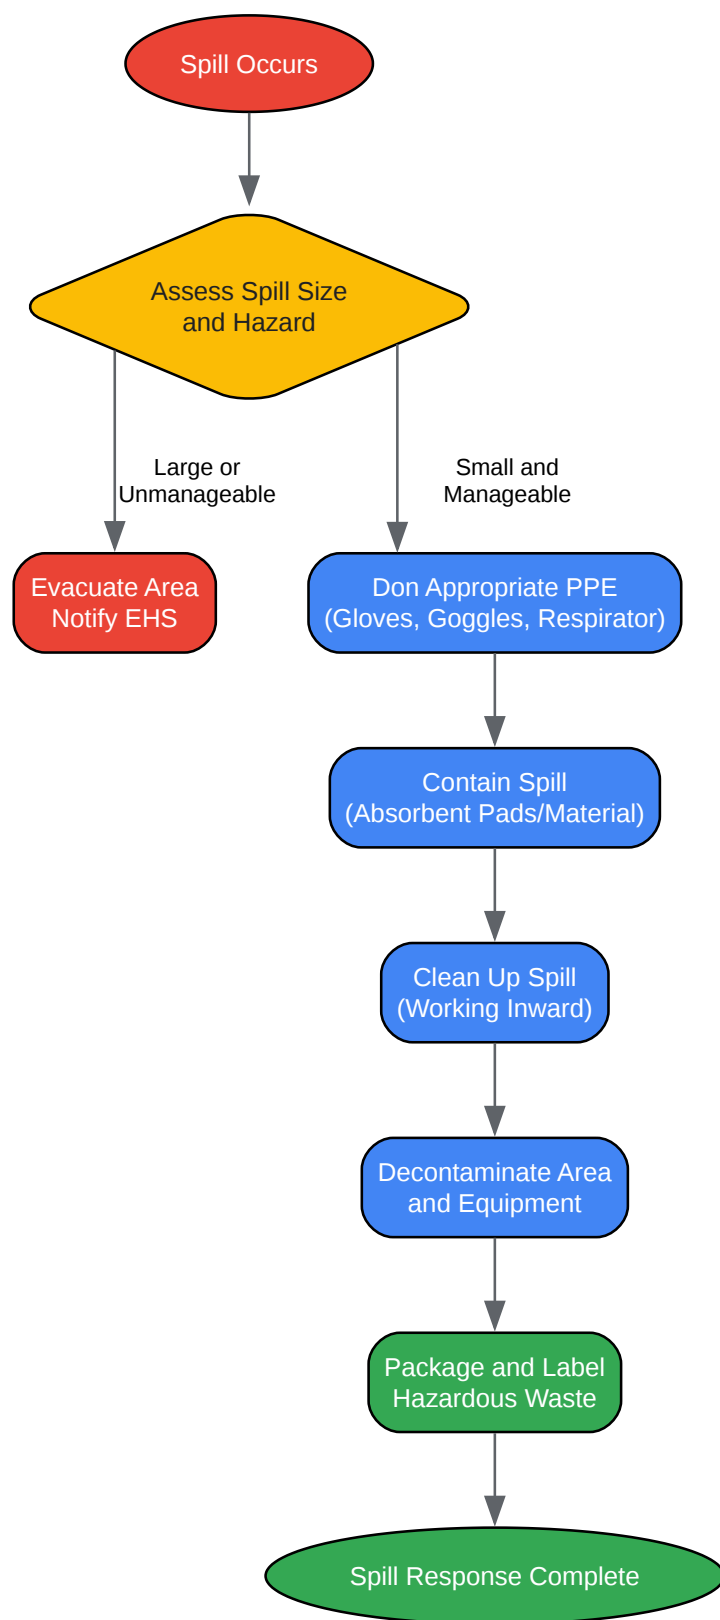 Spill Occurs
Assess Spill Size
and Hazard
Large or
Unmanageable
Small and
Manageable
Evacuate Area
Notify EHS
Don Appropriate PPE
(Gloves, Goggles, Respirator)
Contain Spill
(Absorbent Pads/Material)
Clean Up Spill
(Working Inward)
Decontaminate Area
and Equipment
Package and Label
Hazardous Waste
Spill Response Complete